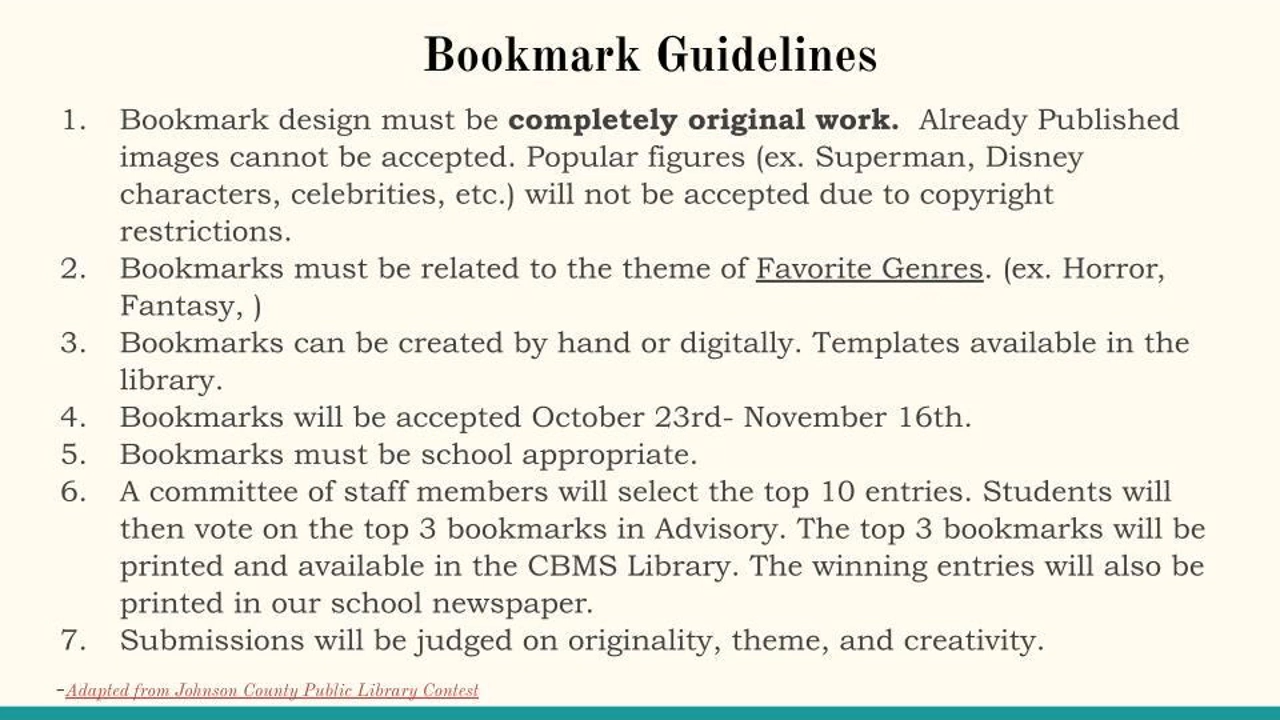 Bookmark Guidelines
1. Bookmark design must be completely original work. Already Published
images cannot be accepted. Popular figures (ex. Superman, Disney
characters, celebrities, etc.) will not be accepted due to copyright
restrictions.
2. Bookmarks must be related to the theme of Favorite Genres. (ex. Horror,
Fantasy, )
3. Bookmarks can be created by hand or digitally. Templates available in the
library.
4. Bookmarks will be accepted October 23rd- November 16th.
5. Bookmarks must be school appropriate.
6. A committee of staff members will select the top 10 entries. Students will
then vote on the top 3 bookmarks in Advisory. The top 3 bookmarks will be
printed and available in the CBMS Library. The winning entries will also be
printed in our school newspaper.
7. Submissions will be judged on originality, theme, and creativity.
-Adapted from Johnson County Public Library Contest